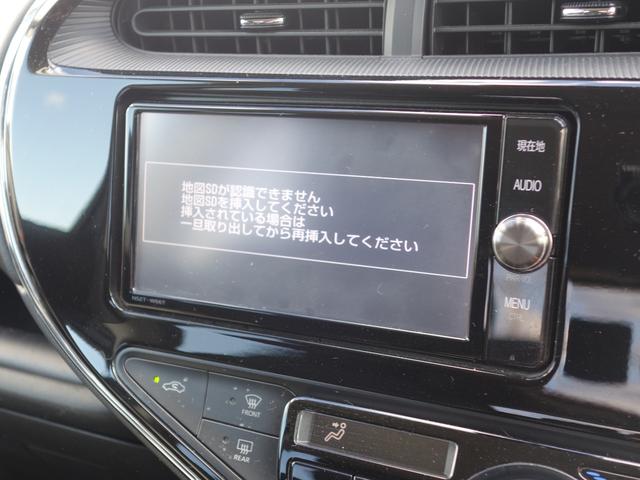 地図SDが認識できません
地図SDを挿入してください
挿入されている場合は
一旦取り出してから再挿入してください
現在地
AUDIO
MENU
FRONT
REAR